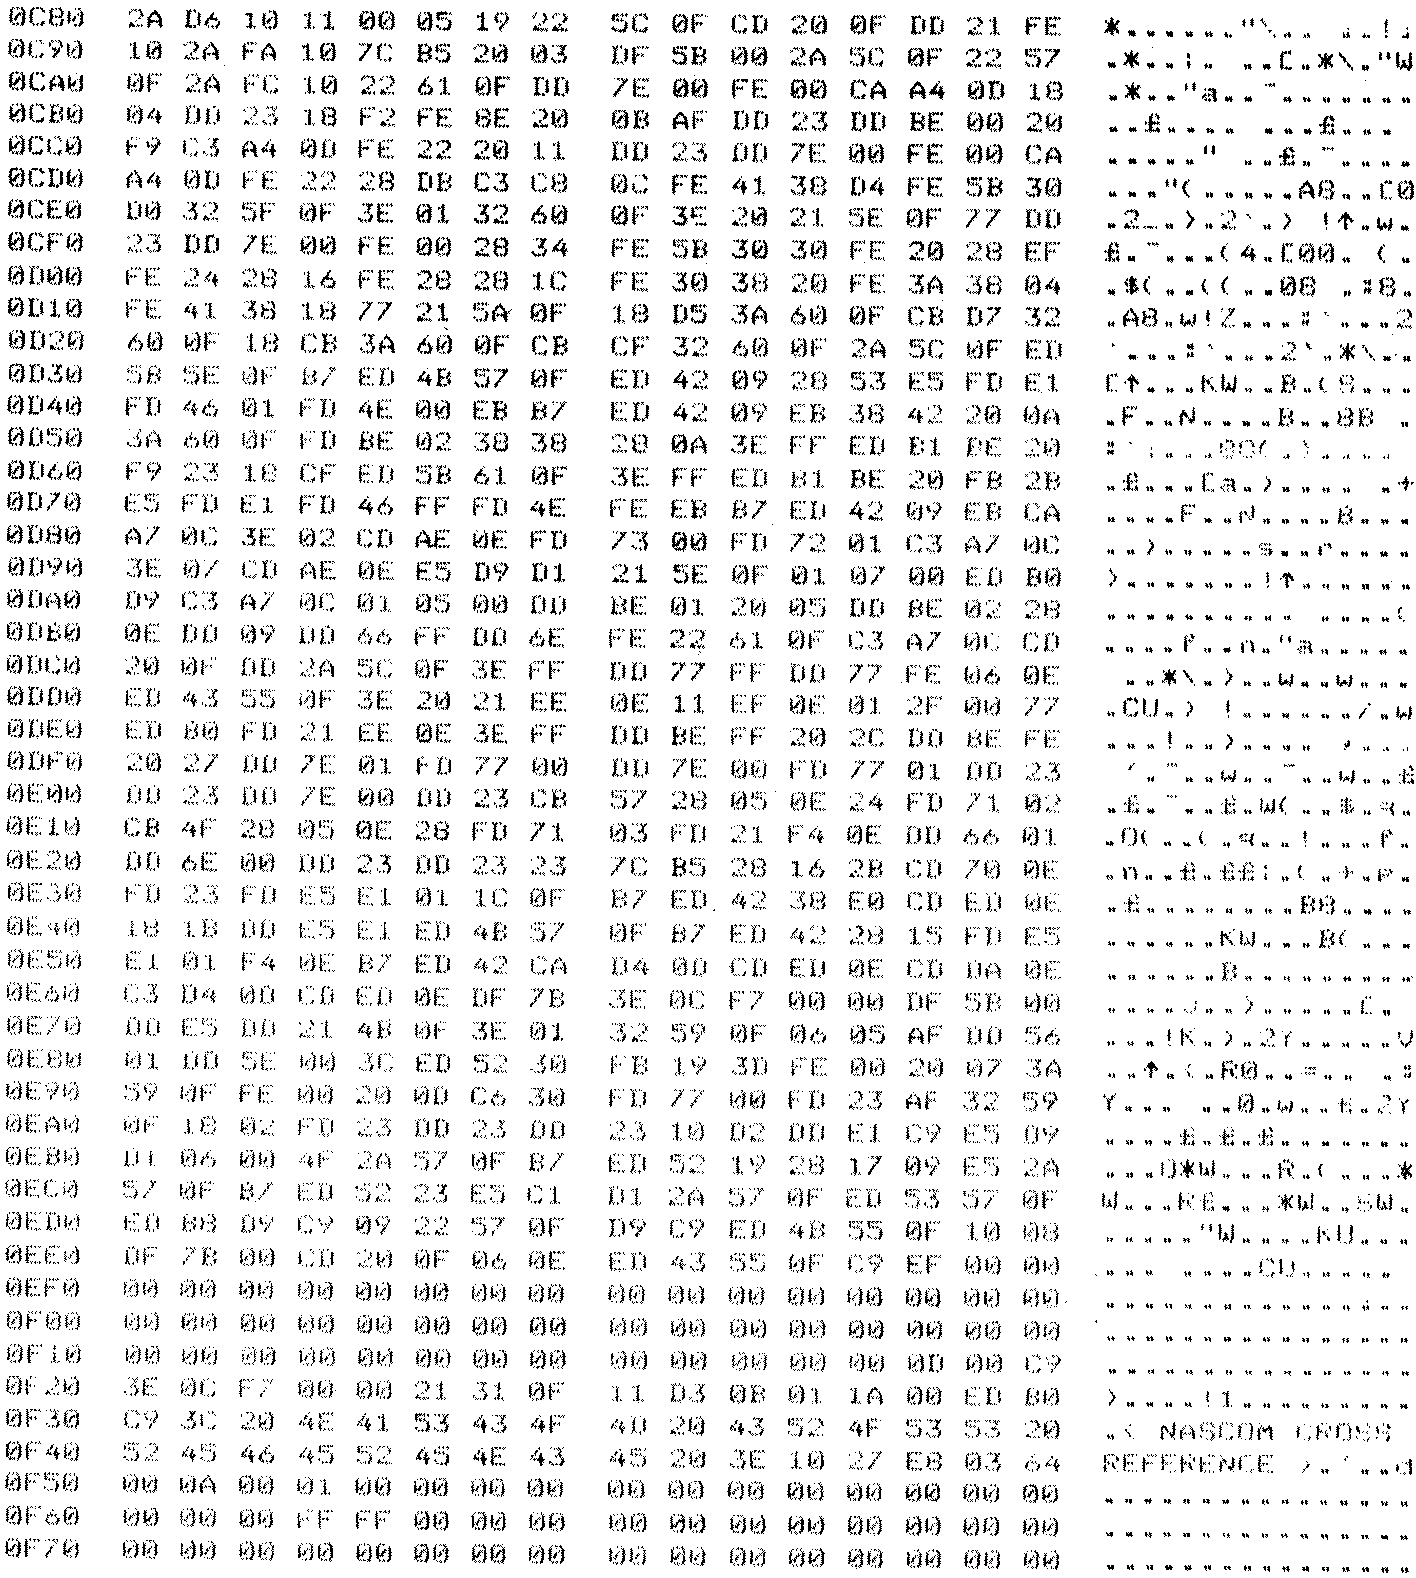 0C80 2A D6 10 11 00 05 19 22 5C 0F CD 20 0F DD 21 FE *......"\.. ..!.
0C90 10 2A FA 10 7C B5 20 03 DF 5B 00 2A 5C 0F 22 57 .*..|. ..[.*\."W
0CA0 0F 2A FC 10 22 61 0F DD 7E 00 FE 00 CA A4 0D 18 .*.."a..~.......
0CB0 04 DD 23 18 F2 FE 8E 20 0B AF DD 23 DD BE 00 20 ..£.... ...£...
0CC0 F9 C3 A4 0D FE 22 20 11 DD 23 DD 7E 00 FE 00 CA ....." ..£.~....
0CD0 A4 0D FE 22 28 DB C3 C8 0C FE 41 38 D4 FE 5B 30 ..."(.....A8..[0
0CE0 D0 32 5F 0F 3E 01 32 60 0F 3E 20 21 5E 0F 77 DD .2_.>.2`.> !↑.w.
0CF0 23 DD 7E 00 FE 00 28 34 FE 5B 30 30 FE 20 28 EF £.~...(4.[00. (.
0D00 FE 24 28 16 FE 28 28 1C FE 30 38 20 FE 3A 38 04 .$(..((..08 .:8.
0D10 FE 41 38 18 77 21 5A 0F 18 D5 3A 60 0F CB D7 32 .A8.w!Z...:`...2
0D20 60 0F 18 CB 3A 60 0F CB CF 32 60 0F 2A 5C 0F ED `...:`...2`.*\..
0D30 5B 5E 0F B7 ED 4B 57 0F ED 42 09 28 53 E5 FD E1 [↑...KW..B.(S...
0D40 FD 46 01 FD 4E 00 EB B7 ED 42 09 EB 38 42 20 0A .F..N....B..8B .
0D50 3A 60 0F FD BE 02 38 38 28 0A 3E FF ED B1 BE 20 :`....88(.>....
0D60 F9 23 18 CF ED 5B 61 0F 3E FF ED B1 BE 20 FB 2B .£...[a.>.... .+
0D70 E5 FD E1 FD 46 FF FD 4E FE EB B7 ED 42 09 EB CA ....F..N....B...
0D80 A7 0C 3E 02 CD AE 0E FD 73 00 FD 72 01 C3 A7 0C ..>.....s..r....
0D90 3E 07 CD AE 0E E5 D9 D1 21 5E 0F 01 07 00 ED B0 >.......!↑......
0DA0 D9 C3 A7 0C 01 05 00 DD BE 01 20 05 DD BE 02 28 .......... ....(
0DB0 0E DD 09 DD 66 FF DD 6E FE 22 61 0F C3 A7 0C CD ....f..n."a.....
0DC0 20 0F DD 2A 5C 0F 3E FF DD 77 FF DD 77 FE 06 0E ..*\.>..w..w...
0DD0 ED 43 55 0F 3E 20 21 EE 0E 11 EF 0E 01 2F 00 77 .CU.> !....../.w
0DE0 ED B0 FD 21 EE 0E 3E FF DD BE FF 20 2C DD BE FE ...!..>.... ,...
0DF0 20 27 DD 7E 01 FD 77 00 DD 7E 00 FD 77 01 DD 23 '.~..w..~..w..£
0E00 DD 23 DD 7E 00 DD 23 CB 57 28 05 0E 24 FD 71 02 .£.~..£.W(..$.q.
0E10 CB 4F 28 05 0E 28 FD 71 03 FD 21 F4 0E DD 66 01 .O(..(.q..!...f.
0E20 DD 6E 00 DD 23 DD 23 23 7C B5 28 16 2B CD 70 0E .n..£.££|.(.+.p.
0E30 FD 23 FD E5 E1 01 1C 0F B7 ED 42 38 E0 CD ED 0E .£........B8....
0E40 18 1B DD E5 E1 ED 4B 57 0F B7 ED 42 28 15 FD E5 ......KW...B(...
0E50 E1 01 F4 0E B7 ED 42 CA D4 0D CD ED 0E CD DA 0E ......B.........
0E60 C3 D4 0D CD ED 0E DF 7B 3E 0C F7 00 00 DF 5B 00 ........>.....[.
0E70 DD E5 DD 21 4B 0F 3E 01 32 59 0F 06 05 AF DD 56 ...!K.>.2Y.....V
0E80 01 DD 5E 00 3C ED 52 30 FB 19 3D FE 00 20 07 3A ..↑.<.R0..=.. .:
0E90 59 0F FE 00 20 0D C6 30 FD 77 00 FD 23 AF 32 59 Y... ..0.w..£.2Y
0EA0 0F 18 02 FD 23 DD 23 DD 23 10 D2 DD E1 C9 E5 D9 ....£.£.£.......
0EB0 D1 06 00 4F 2A 57 0F B7 ED 52 19 28 17 09 E5 2A ...O*W...R.(...*
0EC0 57 0F B7 ED 52 23 E5 C1 D1 2A 57 0F ED 53 57 0F W...R£...*W..SW.
0ED0 ED B8 D9 C9 09 22 57 0F D9 C9 ED 4B 55 0F 10 08 ....."W....KU...
0EE0 DF 7B 00 CD 20 0F 06 0E ED 43 55 0F C9 EF 00 00 .... ....CU.....
0EF0 00 00 00 00 00 00 00 00 00 00 00 00 00 00 00 00 ................
0F00 00 00 00 00 00 00 00 00 00 00 00 00 00 00 00 00 ................
0F10 00 00 00 00 00 00 00 00 00 00 00 00 00 0D 00 C9 ................
0F20 3E 0C F7 00 00 21 31 0F 11 D3 0B 01 1A 00 ED B0 >....!1.........
0F30 C9 3C 20 4E 41 53 43 4F 4D 20 43 52 4F 53 53 20 .< NASCOM CROSS
0F40 52 45 46 45 52 45 4E 43 45 20 3E 10 27 E8 03 64 REFERENCE >.'..d
0F50 00 0A 00 01 00 00 00 00 00 00 00 00 00 00 00 00 ................
0F60 00 00 00 FF FF 00 00 00 00 00 00 00 00 00 00 00 ................
0F70 00 00 00 00 00 00 00 00 00 00 00 00 00 00 00 00 ................